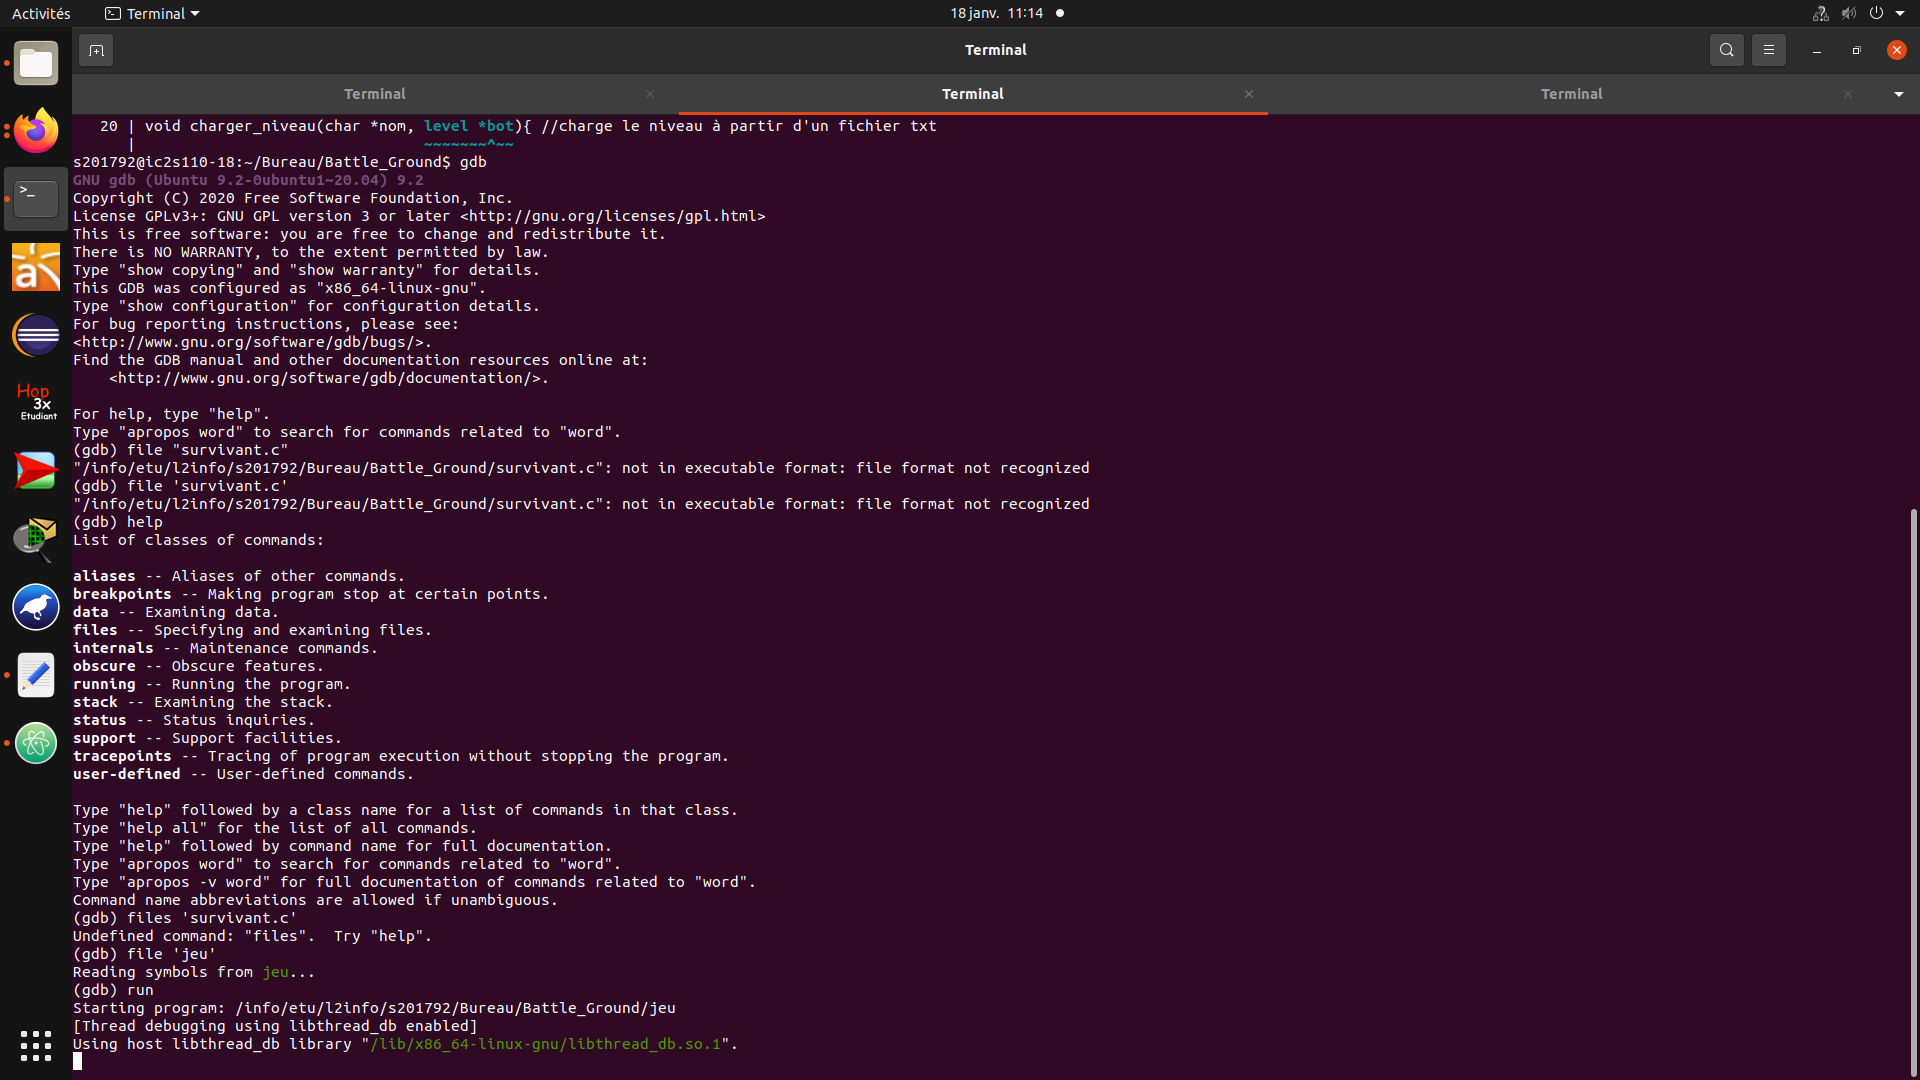 Activités
Terminal
18 janv. 11:14
Terminal
Terminal
Terminal
Terminal
20 | void charger_niveau(char *nom, level *bot){ //charge le niveau à partir d'un fichier txt
| ~~~~~~~^~~
s201792@ic2s110-18:~/Bureau/Battle_Ground$ gdb
GNU gdb (Ubuntu 9.2-0ubuntu1~20.04) 9.2
Copyright (C) 2020 Free Software Foundation, Inc.
License GPLv3+: GNU GPL version 3 or later <http://gnu.org/licenses/gpl.html>
This is free software: you are free to change and redistribute it.
There is NO WARRANTY, to the extent permitted by law.
Type "show copying" and "show warranty" for details.
This GDB was configured as "x86_64-linux-gnu".
Type "show configuration" for configuration details.
For bug reporting instructions, please see:
<http://www.gnu.org/software/gdb/bugs/>.
Find the GDB manual and other documentation resources online at:
<http://www.gnu.org/software/gdb/documentation/>.
For help, type "help".
Type "apropos word" to search for commands related to "word".
(gdb) file "survivant.c"
"/info/etu/l2info/s201792/Bureau/Battle_Ground/survivant.c": not in executable format: file format not recognized
(gdb) file 'survivant.c'
"/info/etu/l2info/s201792/Bureau/Battle_Ground/survivant.c": not in executable format: file format not recognized
(gdb) help
List of classes of commands:
aliases -- Aliases of other commands.
breakpoints -- Making program stop at certain points.
data -- Examining data.
files -- Specifying and examining files.
internals -- Maintenance commands.
obscure -- Obscure features.
running -- Running the program.
stack -- Examining the stack.
status -- Status inquiries.
support -- Support facilities.
tracepoints -- Tracing of program execution without stopping the program.
user-defined -- User-defined commands.
Type "help" followed by a class name for a list of commands in that class.
Type "help all" for the list of all commands.
Type "help" followed by command name for full documentation.
Type "apropos word" to search for commands related to "word".
Type "apropos -v word" for full documentation of commands related to "word".
Command name abbreviations are allowed if unambiguous.
(gdb) files 'survivant.c'
Undefined command: "files".  Try "help".
(gdb) file 'jeu'
Reading symbols from jeu...
(gdb) run
Starting program: /info/etu/l2info/s201792/Bureau/Battle_Ground/jeu
[Thread debugging using libthread_db enabled]
Using host libthread_db library "/lib/x86_64-linux-gnu/libthread_db.so.1".
>_
a
Hop
3x
Etudiant